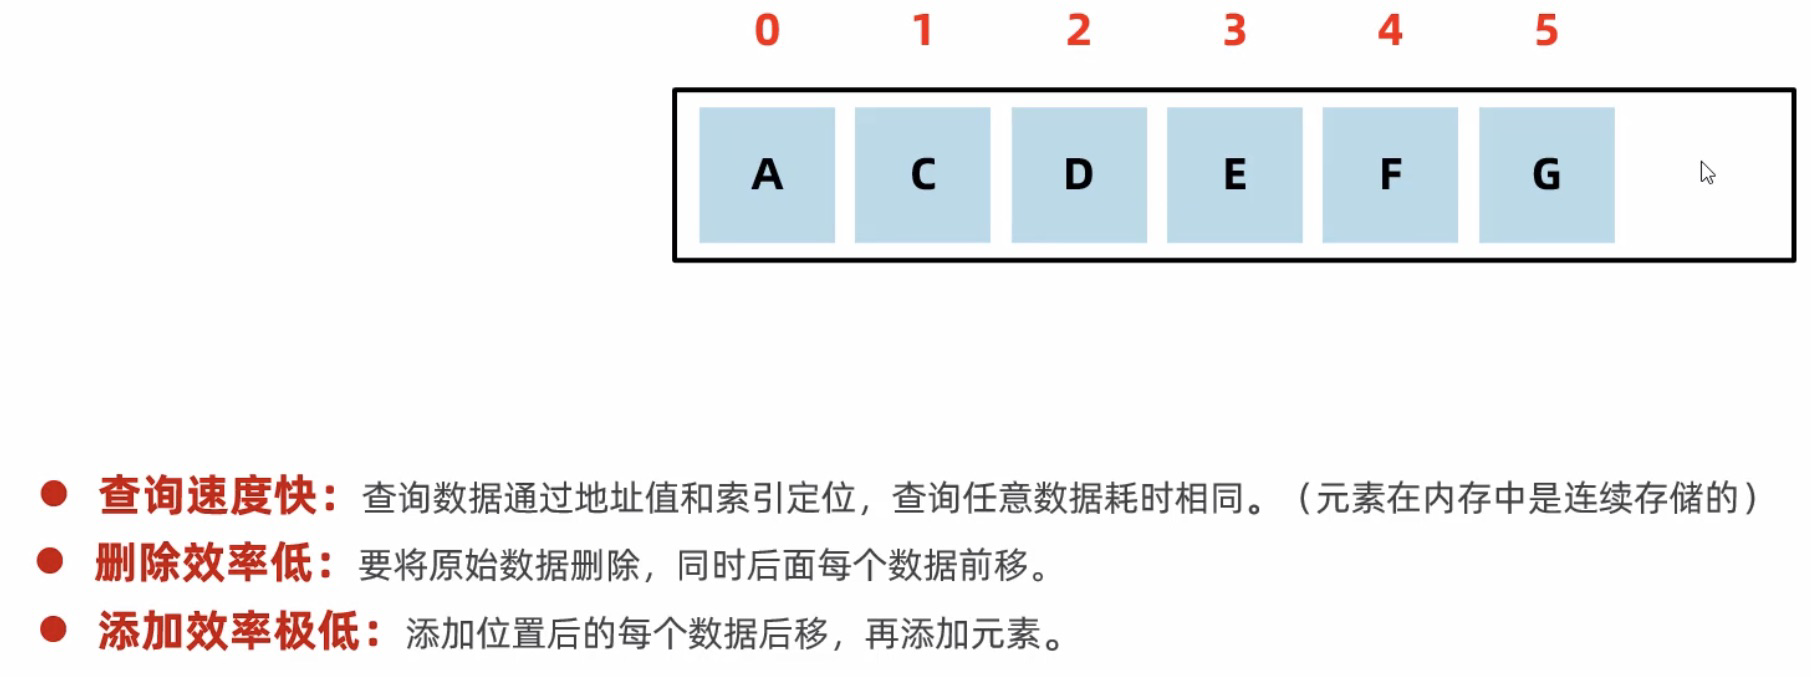 0 1 2 3 4 5
A C D E F G
查询速度快：查询数据通过地址值和索引定位，查询任意数据耗时相同。（元素在内存中是连续存储的）
删除效率低：要将原始数据删除，同时后面每个数据前移。
添加效率极低：添加位置后的每个数据后移，再添加元素。